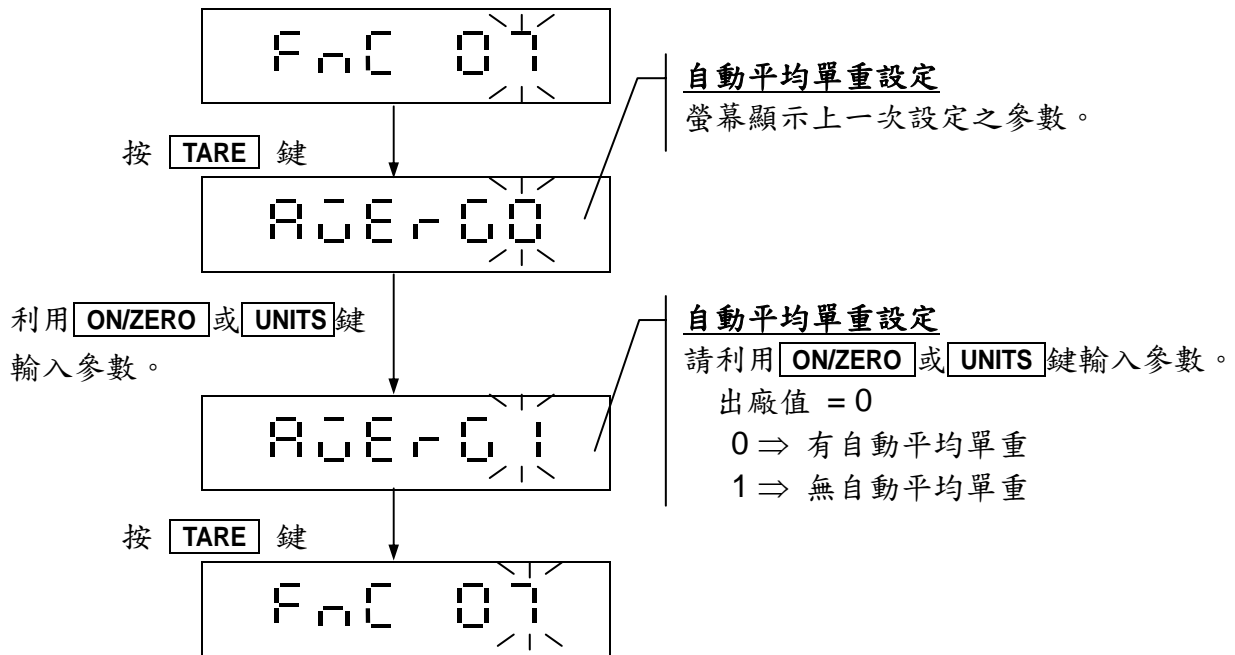 FnC 07
自動平均單重設定
螢幕顯示上一次設定之參數。
按 TARE 鍵
AvErG0
利用 ON/ZERO 或 UNITS 鍵
輸入參數。
自動平均單重設定
請利用 ON/ZERO 或 UNITS 鍵輸入參數。
出廠值 = 0
0 ⇒ 有自動平均單重
1 ⇒ 無自動平均單重
AvErG1
按 TARE 鍵
FnC 07